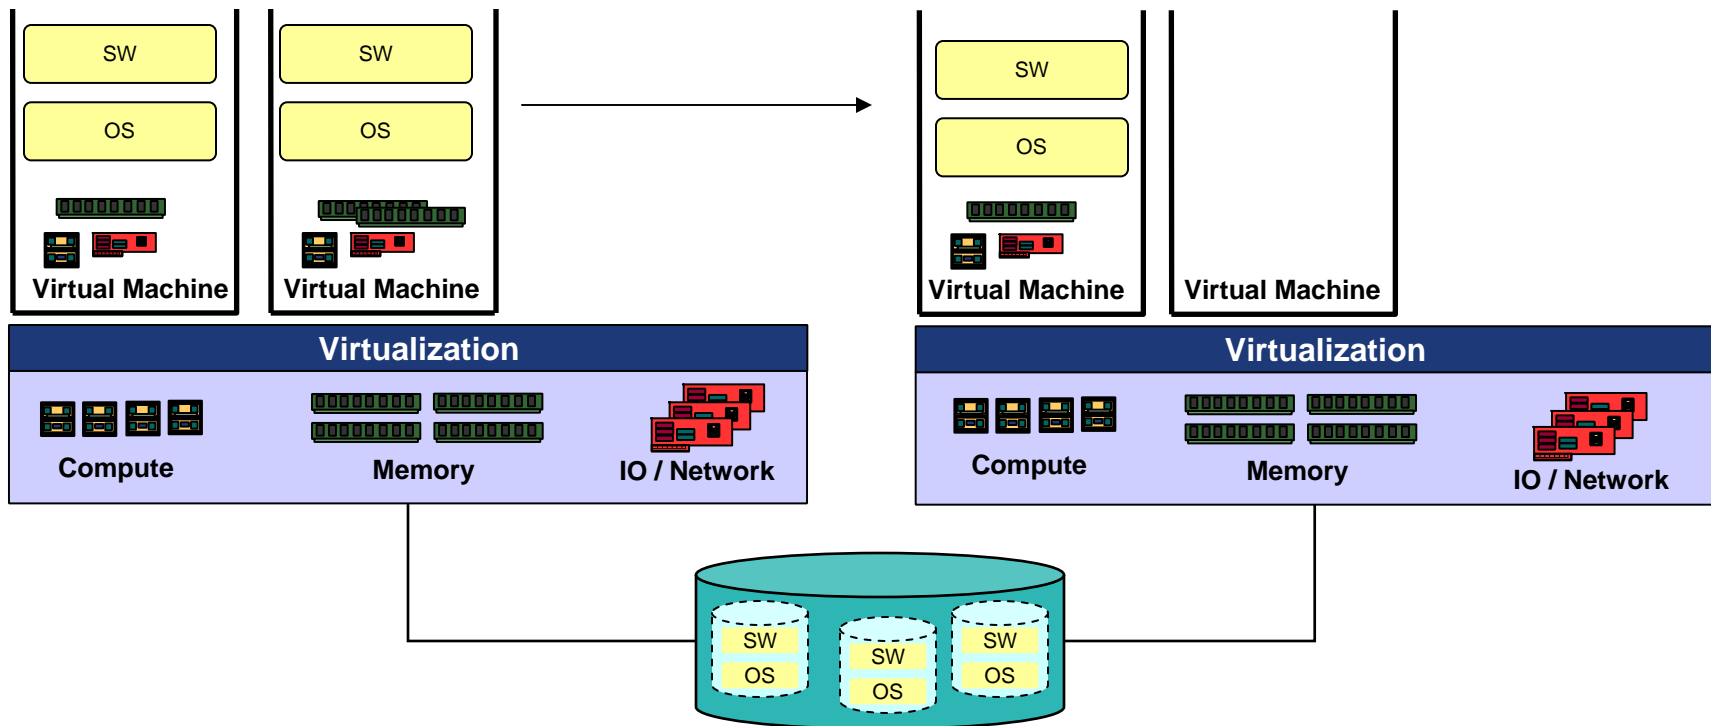 SW
OS
Virtual Machine
SW
OS
Virtual Machine
SW
OS
Virtual Machine
Virtual Machine
Virtualization
Compute
Memory
IO / Network
Virtualization
Compute
Memory
IO / Network
SW
OS
SW
OS
SW
OS